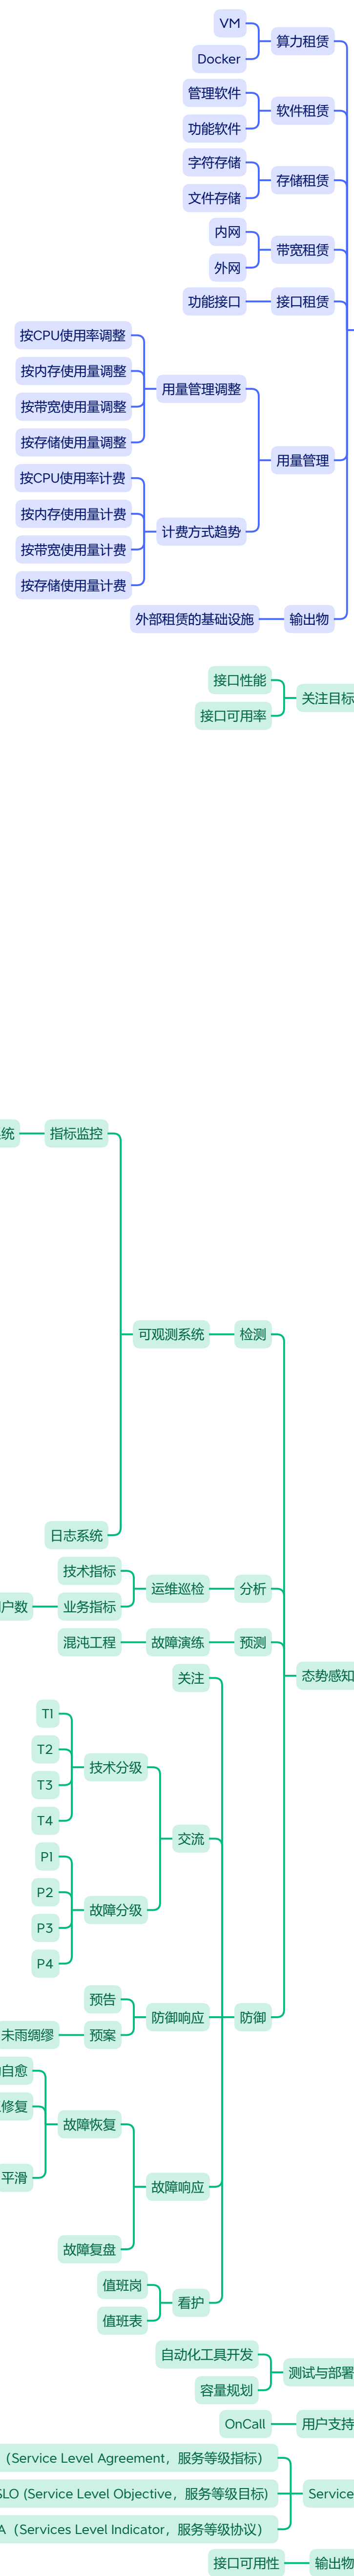 VM
算力租赁
Docker
管理软件
软件租赁
功能软件
字符存储
存储租赁
文件存储
内网
带宽租赁
外网
功能接口
接口租赁
按CPU使用率调整
按内存使用量调整
用量管理调整
按带宽使用量调整
按存储使用量调整
用量管理
按CPU使用率计费
按内存使用量计费
计费方式趋势
按带宽使用量计费
按存储使用量计费
外部租赁的基础设施
输出物
接口性能
关注目标
接口可用率
统
指标监控
可观测系统
检测
日志系统
技术指标
运维巡检
分析
户数
业务指标
混沌工程
故障演练
预测
态势感知
关注
T1
T2
技术分级
T3
T4
交流
P1
P2
故障分级
P3
P4
预告
防御响应
防御
未雨绸缪
预案
自愈
修复
故障恢复
平滑
故障响应
故障复盘
值班岗
看护
值班表
自动化工具开发
测试与部署
容量规划
OnCall
用户支持
（Service Level Agreement，服务等级指标）
SLO (Service Level Objective，服务等级目标)
Service
A（Services Level Indicator，服务等级协议）
接口可用性
输出物